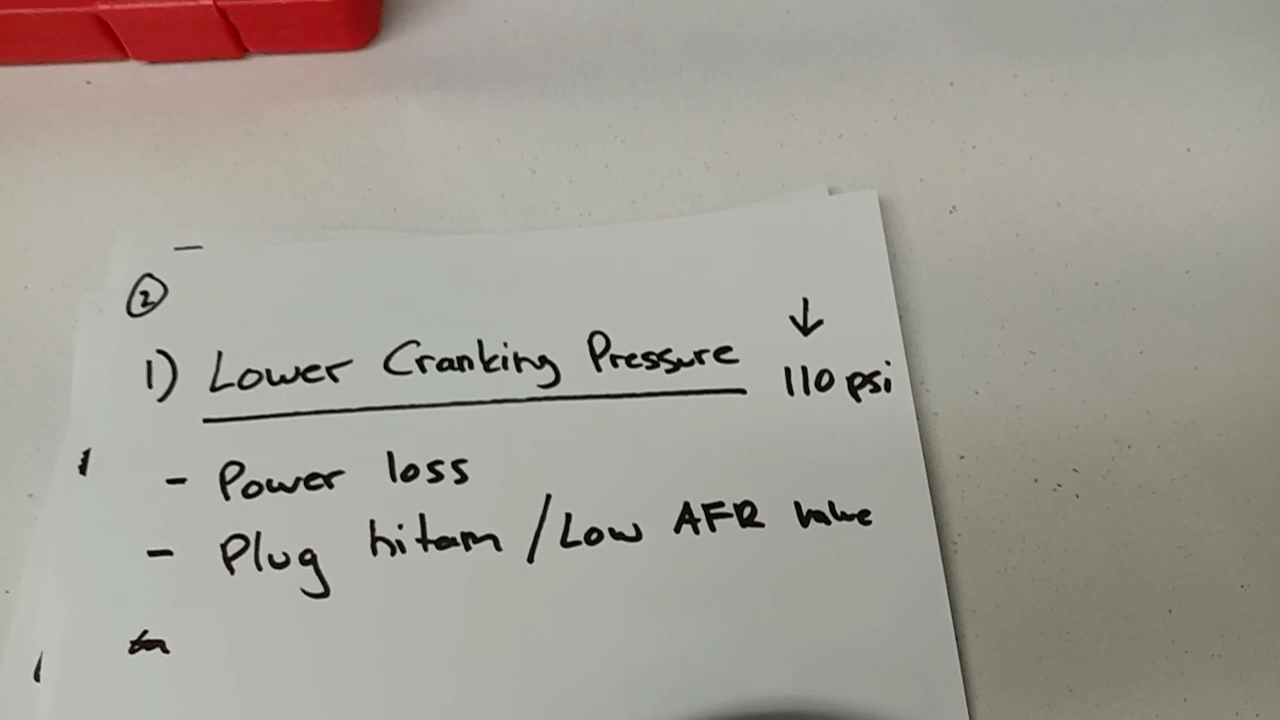 ②
↓
1) Lower Cranking Pressure 110 psi
- Power loss
- Plug hitam / Low AFR value